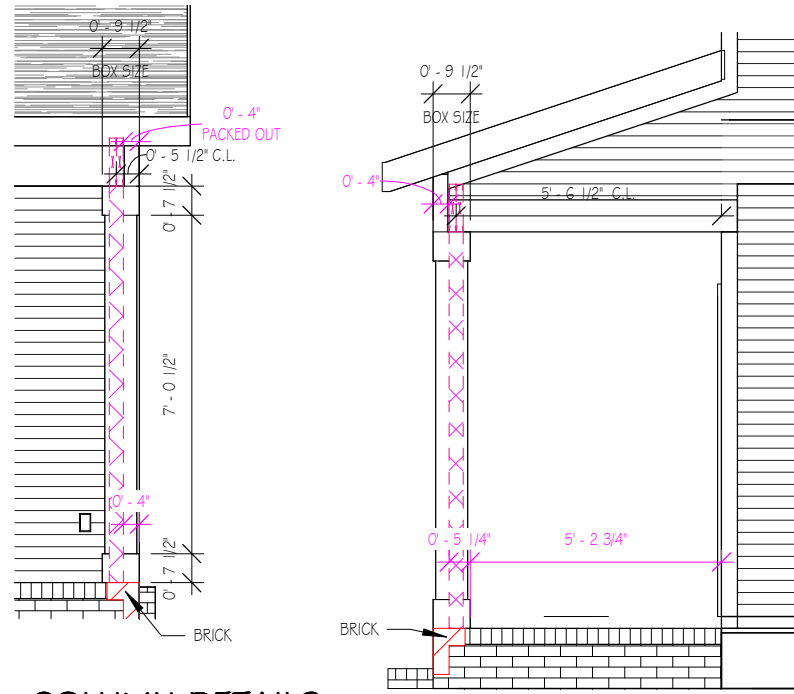 0' - 9 1/2"
BOX SIZE
0' - 4"
PACKED OUT
0' - 5 1/2" C.L.
0' - 7 1/2"
7' - 0 1/2"
0' - 4"
0' - 7 1/2"
BRICK
0' - 9 1/2"
BOX SIZE
0' - 4"
5' - 6 1/2" C.L.
0' - 5 1/4"
5' - 2 3/4"
BRICK
COLUMN DETAILS